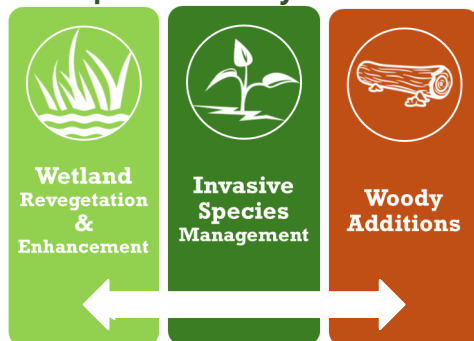 Wetland
Revegetation
&
Enhancement
Invasive
Species
Management
Woody
Additions